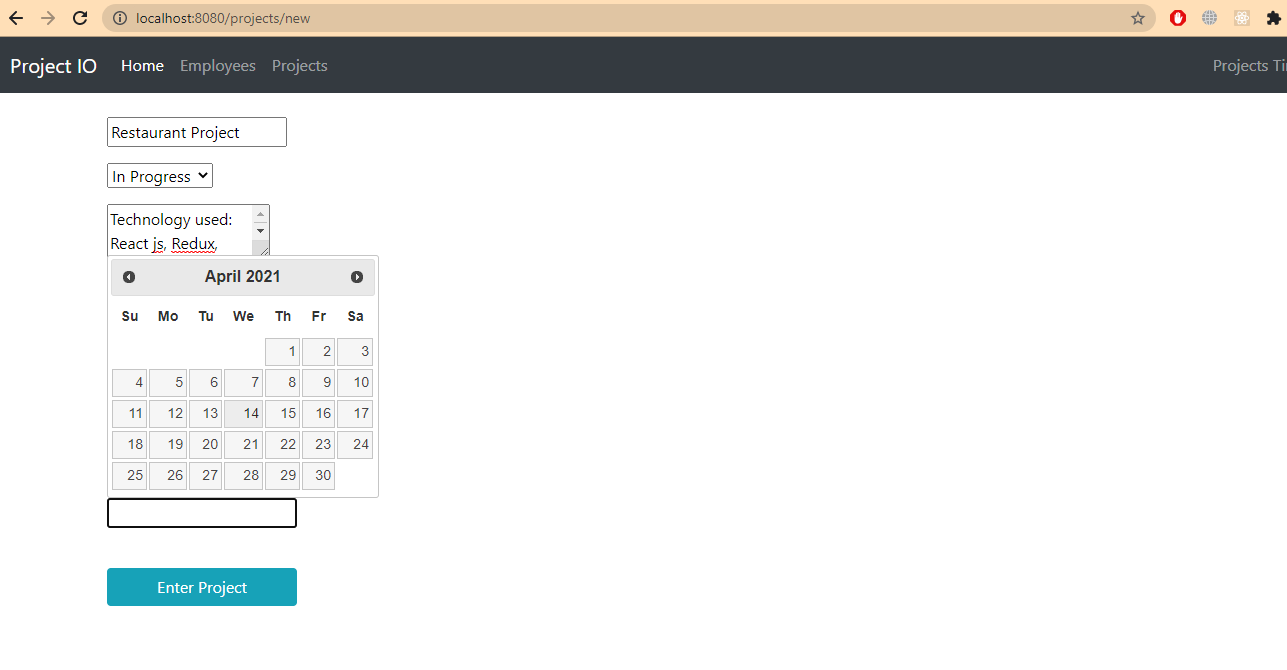 localhost:8080/projects/new
Project IO Home Employees Projects Projects Ti
Restaurant Project
In Progress
Technology used:
React js, Redux,
April 2021
Su Mo Tu We Th Fr Sa
1 2 3
4 5 6 7 8 9 10
11 12 13 14 15 16 17
18 19 20 21 22 23 24
25 26 27 28 29 30
Enter Project